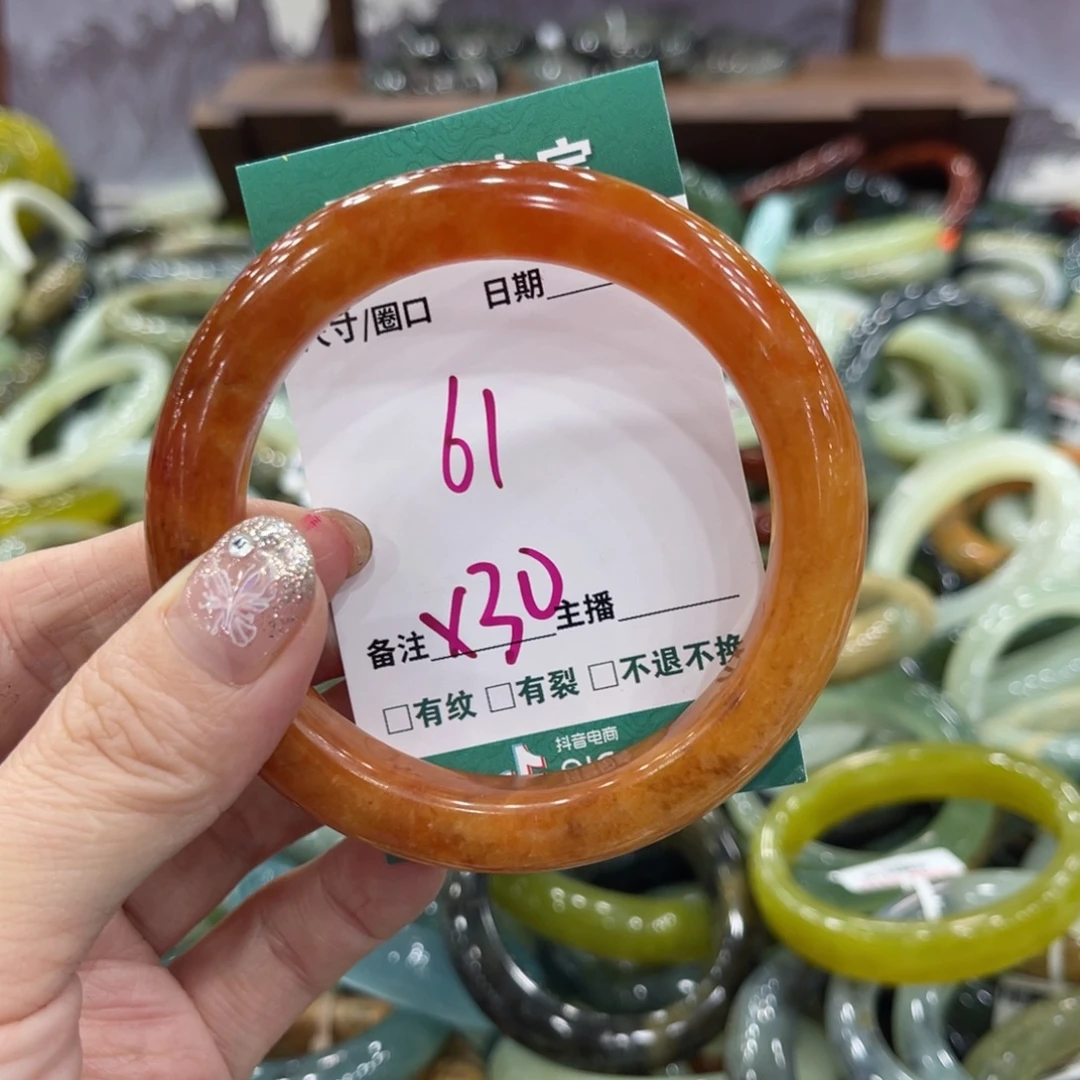 寸/圈口 日期
61
备注 x30 主播
□有纹 □有裂 □不退不换
抖音电商